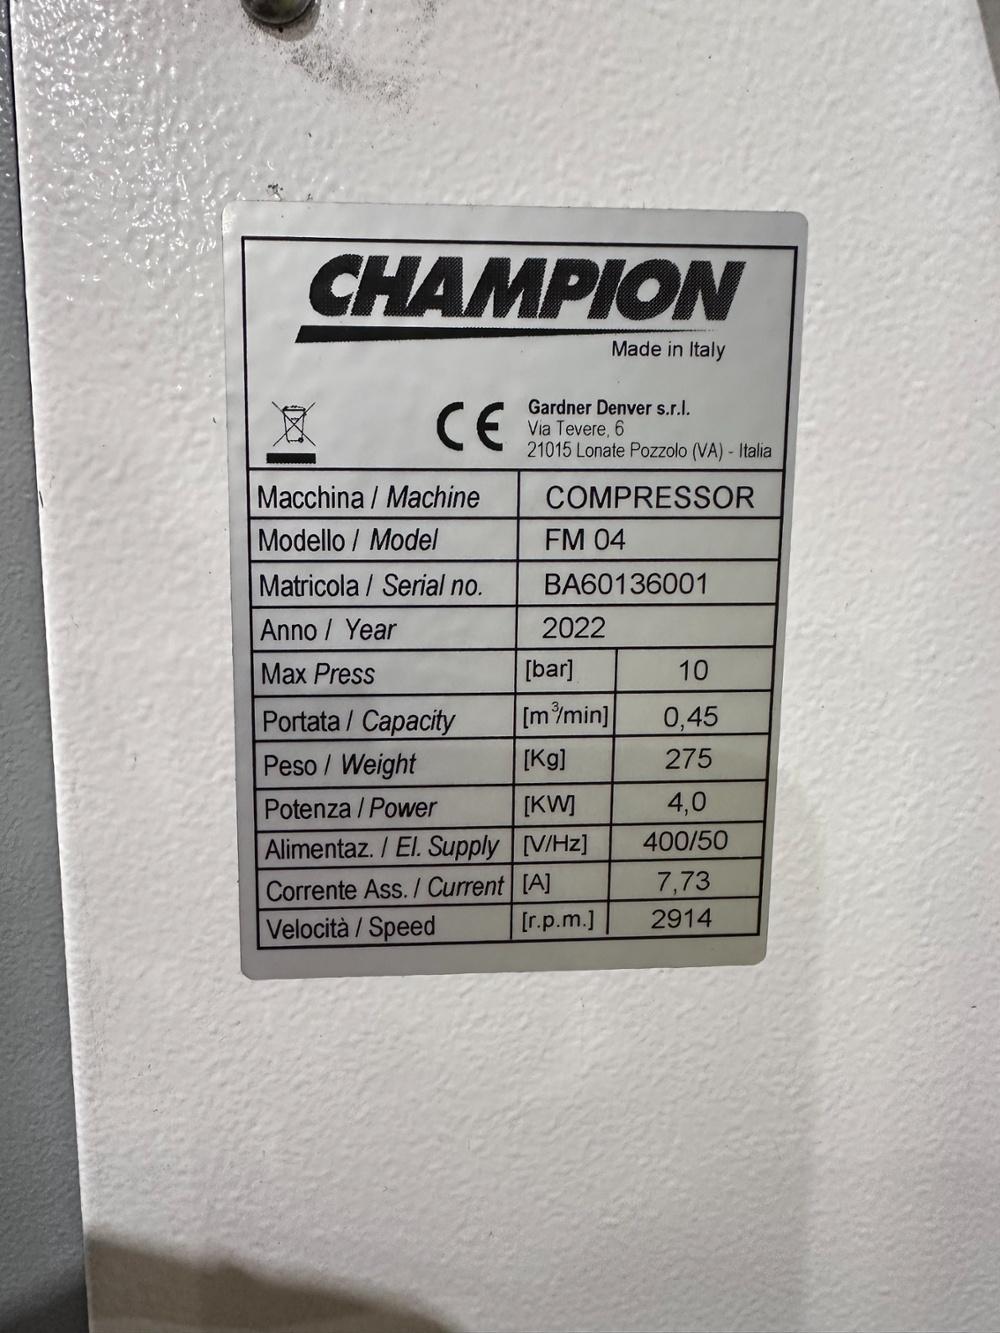 CHAMPION
Made in Italy
CE
Gardner Denver s.r.l.
Via Tevere, 6
21015 Lonate Pozzolo (VA) - Italia
Macchina / Machine COMPRESSOR
Modello / Model FM 04
Matricola / Serial no. BA60136001
Anno / Year 2022
Max Press [bar] 10
Portata / Capacity [m³/min] 0,45
Peso / Weight [Kg] 275
Potenza / Power [KW] 4,0
Alimentaz. / El. Supply [V/Hz] 400/50
Corrente Ass. / Current [A] 7,73
Velocità / Speed [r.p.m.] 2914